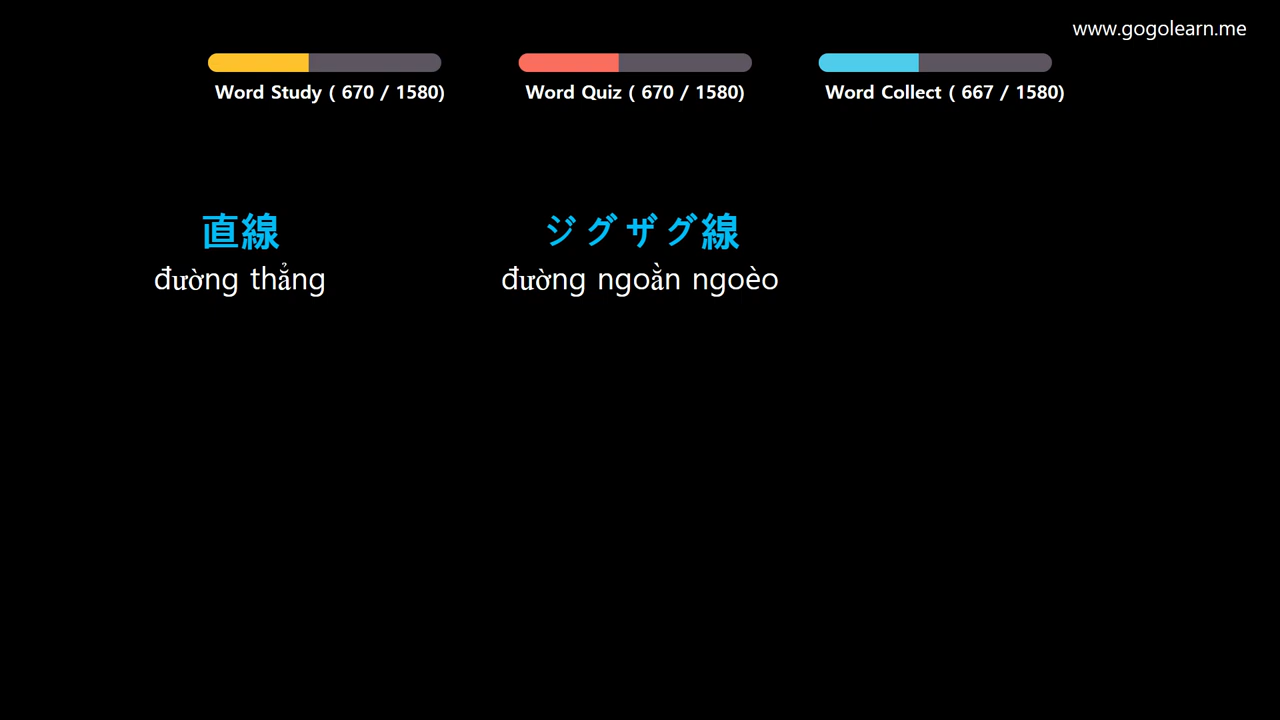 www.gogolearn.me
Word Study ( 670 / 1580)
Word Quiz ( 670 / 1580)
Word Collect ( 667 / 1580)
直線
đường thẳng
ジグザグ線
đường ngoằn ngoèo